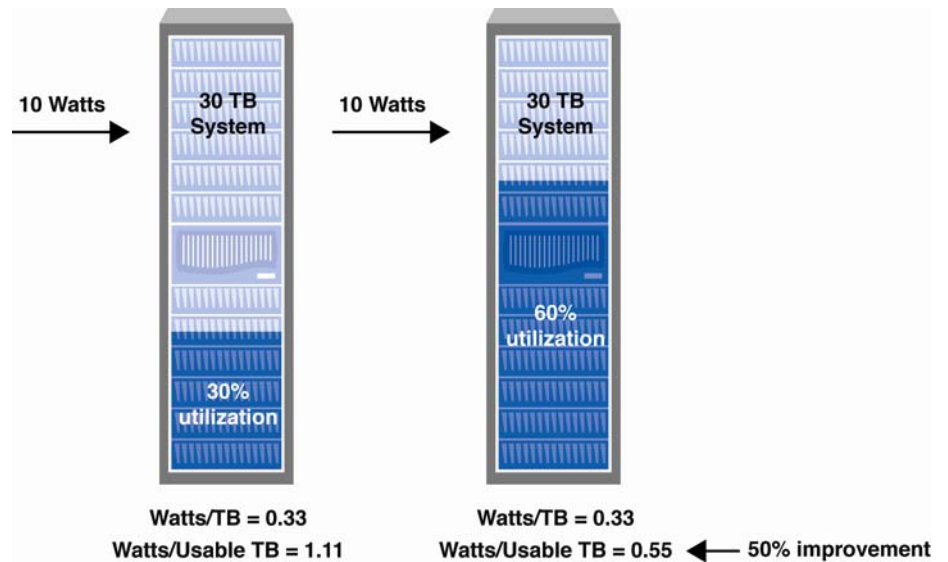 10 Watts
30 TB
System
30%
utilization
Watts/TB = 0.33
Watts/Usable TB = 1.11
10 Watts
30 TB
System
60%
utilization
Watts/TB = 0.33
Watts/Usable TB = 0.55
50% improvement